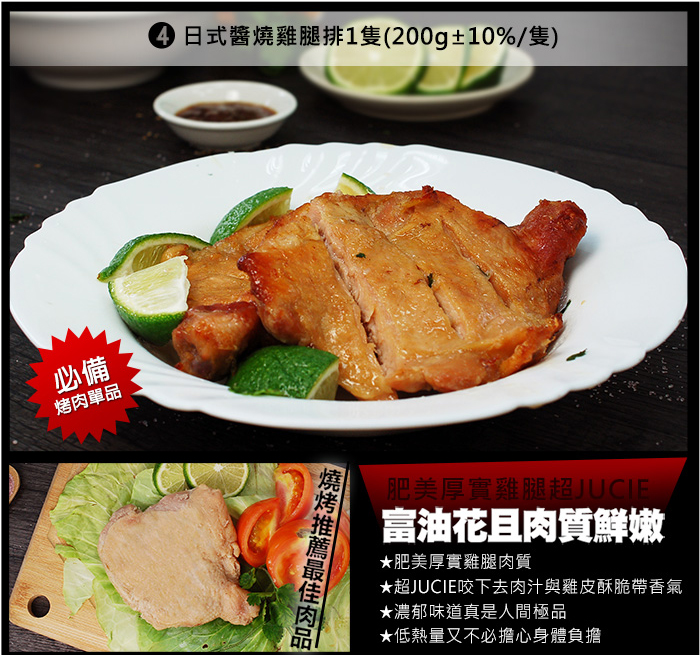 4 日式醬燒雞腿排1隻(200g±10%/隻)
必備
烤肉單品
燒烤推薦最佳肉品
肥美厚實雞腿超JUCIE
富油花且肉質鮮嫩
★肥美厚實雞腿肉質
★超JUCIE咬下去肉汁與雞皮酥脆帶香氣
★濃郁味道真是人間極品
★低熱量又不必擔心身體負擔